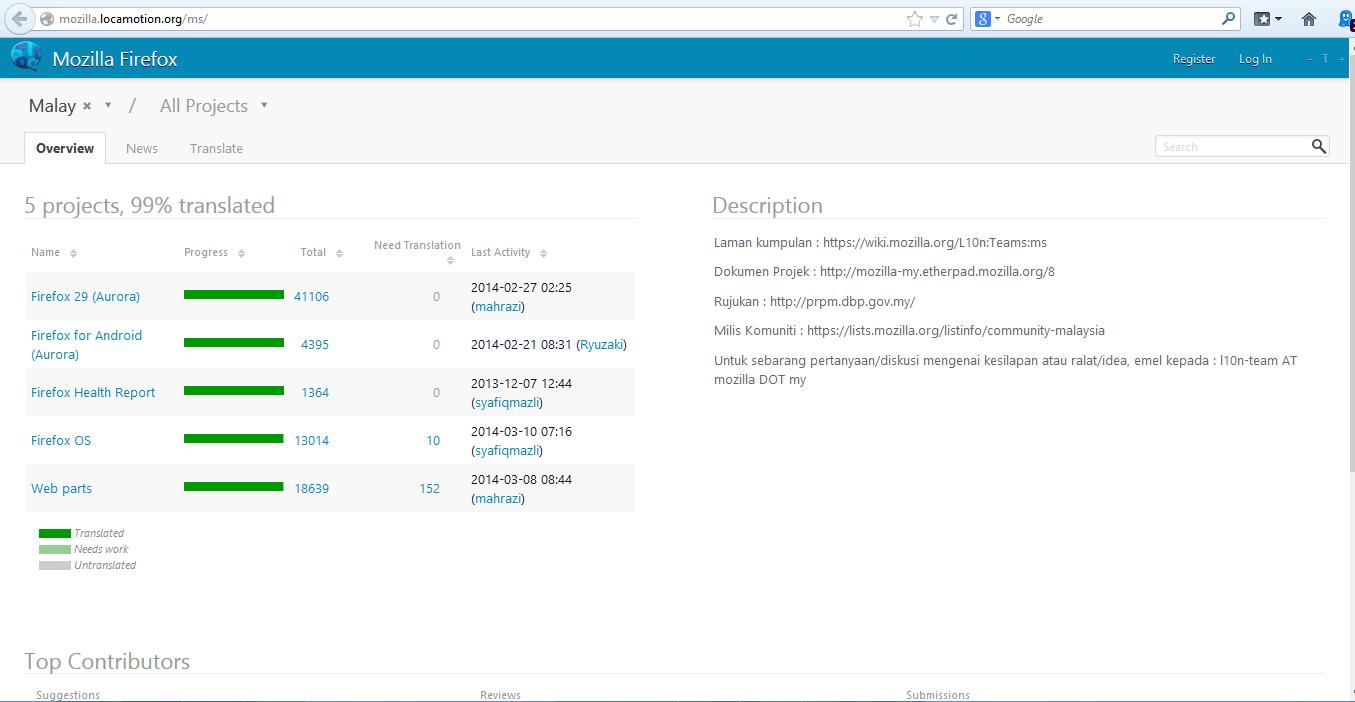 mozilla.locamotion.org/ms/
Google
Mozilla Firefox
Register Log In − T +
Malay × / All Projects
Overview News Translate
Search
5 projects, 99% translated
Name Progress Total Need Translation Last Activity
Firefox 29 (Aurora) 41106 0 2014-02-27 02:25 (mahrazi)
Firefox for Android (Aurora) 4395 0 2014-02-21 08:31 (Ryuzaki)
Firefox Health Report 1364 0 2013-12-07 12:44 (syafiqmazli)
Firefox OS 13014 10 2014-03-10 07:16 (syafiqmazli)
Web parts 18639 152 2014-03-08 08:44 (mahrazi)
Translated
Needs work
Untranslated
Description
Laman kumpulan : https://wiki.mozilla.org/L10n:Teams:ms
Dokumen Projek : http://mozilla-my.etherpad.mozilla.org/8
Rujukan : http://prpm.dbp.gov.my/
Milis Komuniti : https://lists.mozilla.org/listinfo/community-malaysia
Untuk sebarang pertanyaan/diskusi mengenai kesilapan atau ralat/idea, emel kepada : l10n-team AT
mozilla DOT my
Top Contributors
Suggestions Reviews Submissions